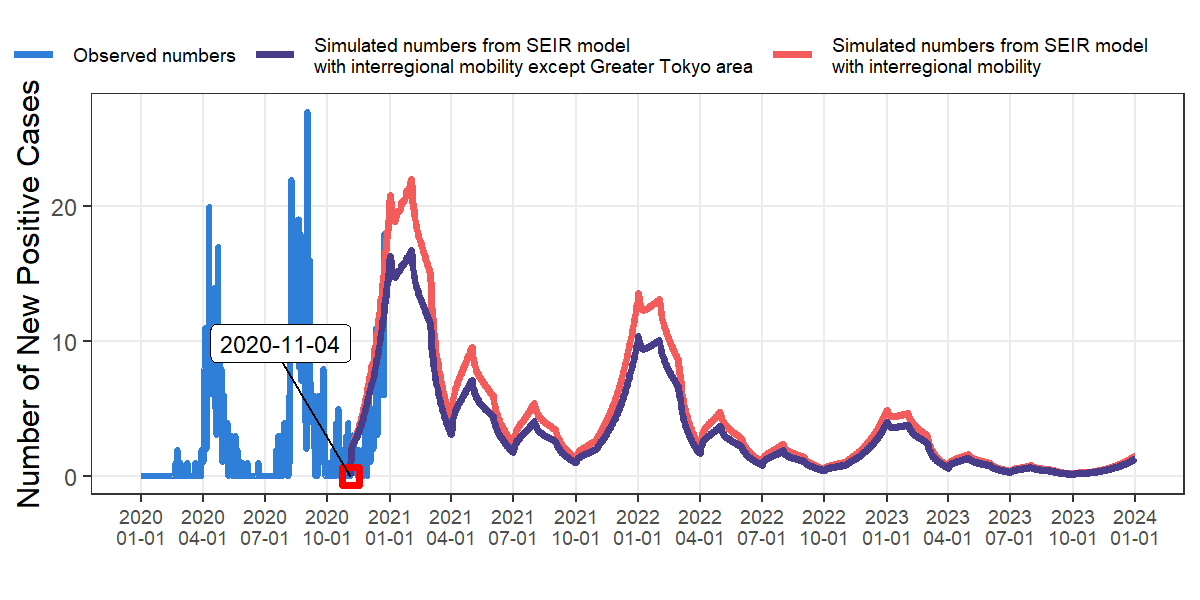 Observed numbers
Simulated numbers from SEIR model
with interregional mobility except Greater Tokyo area
Simulated numbers from SEIR model
with interregional mobility
Number of New Positive Cases
20
10
0
2020-11-04
2020 2020 2020 2020 2021 2021 2021 2021 2022 2022 2022 2022 2023 2023 2023 2023 2024
01-01 04-01 07-01 10-01 01-01 04-01 07-01 10-01 01-01 04-01 07-01 10-01 01-01 04-01 07-01 10-01 01-01